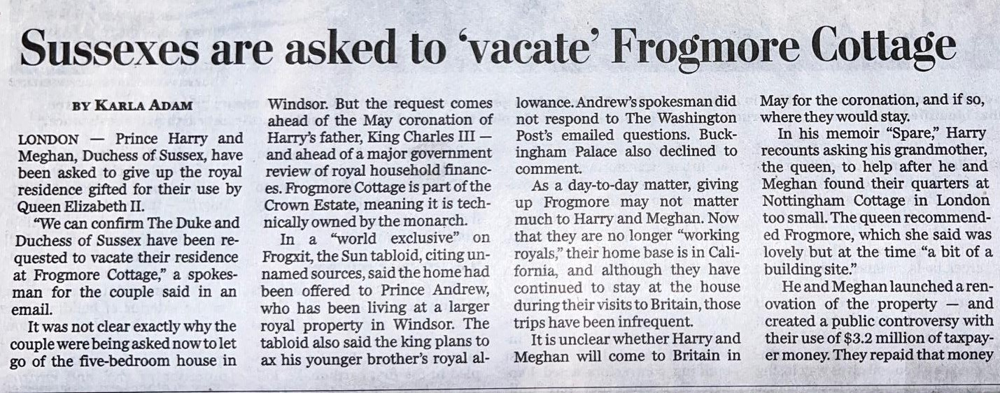 Sussexes are asked to ‘vacate’ Frogmore Cottage
BY KARLA ADAM
LONDON — Prince Harry and
Meghan, Duchess of Sussex, have
been asked to give up the royal
residence gifted for their use by
Queen Elizabeth II.
“We can confirm The Duke and
Duchess of Sussex have been re-
quested to vacate their residence
at Frogmore Cottage,” a spokes-
man for the couple said in an
email.
It was not clear exactly why the
couple were being asked now to let
go of the five-bedroom house in
Windsor. But the request comes
ahead of the May coronation of
Harry’s father, King Charles III —
and ahead of a major government
review of royal household financ-
es. Frogmore Cottage is part of the
Crown Estate, meaning it is tech-
nically owned by the monarch.
In a “world exclusive” on
Frogxit, the Sun tabloid, citing un-
named sources, said the home had
been offered to Prince Andrew,
who has been living at a larger
royal property in Windsor. The
tabloid also said the king plans to
ax his younger brother’s royal al-
lowance. Andrew’s spokesman did
not respond to The Washington
Post’s emailed questions. Buck-
ingham Palace also declined to
comment.
As a day-to-day matter, giving
up Frogmore may not matter
much to Harry and Meghan. Now
that they are no longer “working
royals,” their home base is in Cali-
fornia, and although they have
continued to stay at the house
during their visits to Britain, those
trips have been infrequent.
It is unclear whether Harry and
Meghan will come to Britain in
May for the coronation, and if so,
where they would stay.
In his memoir “Spare,” Harry
recounts asking his grandmother,
the queen, to help after he and
Meghan found their quarters at
Nottingham Cottage in London
too small. The queen recommend-
ed Frogmore, which she said was
lovely but at the time “a bit of a
building site.”
He and Meghan launched a ren-
ovation of the property — and
created a public controversy with
their use of $3.2 million of taxpay-
er money. They repaid that money